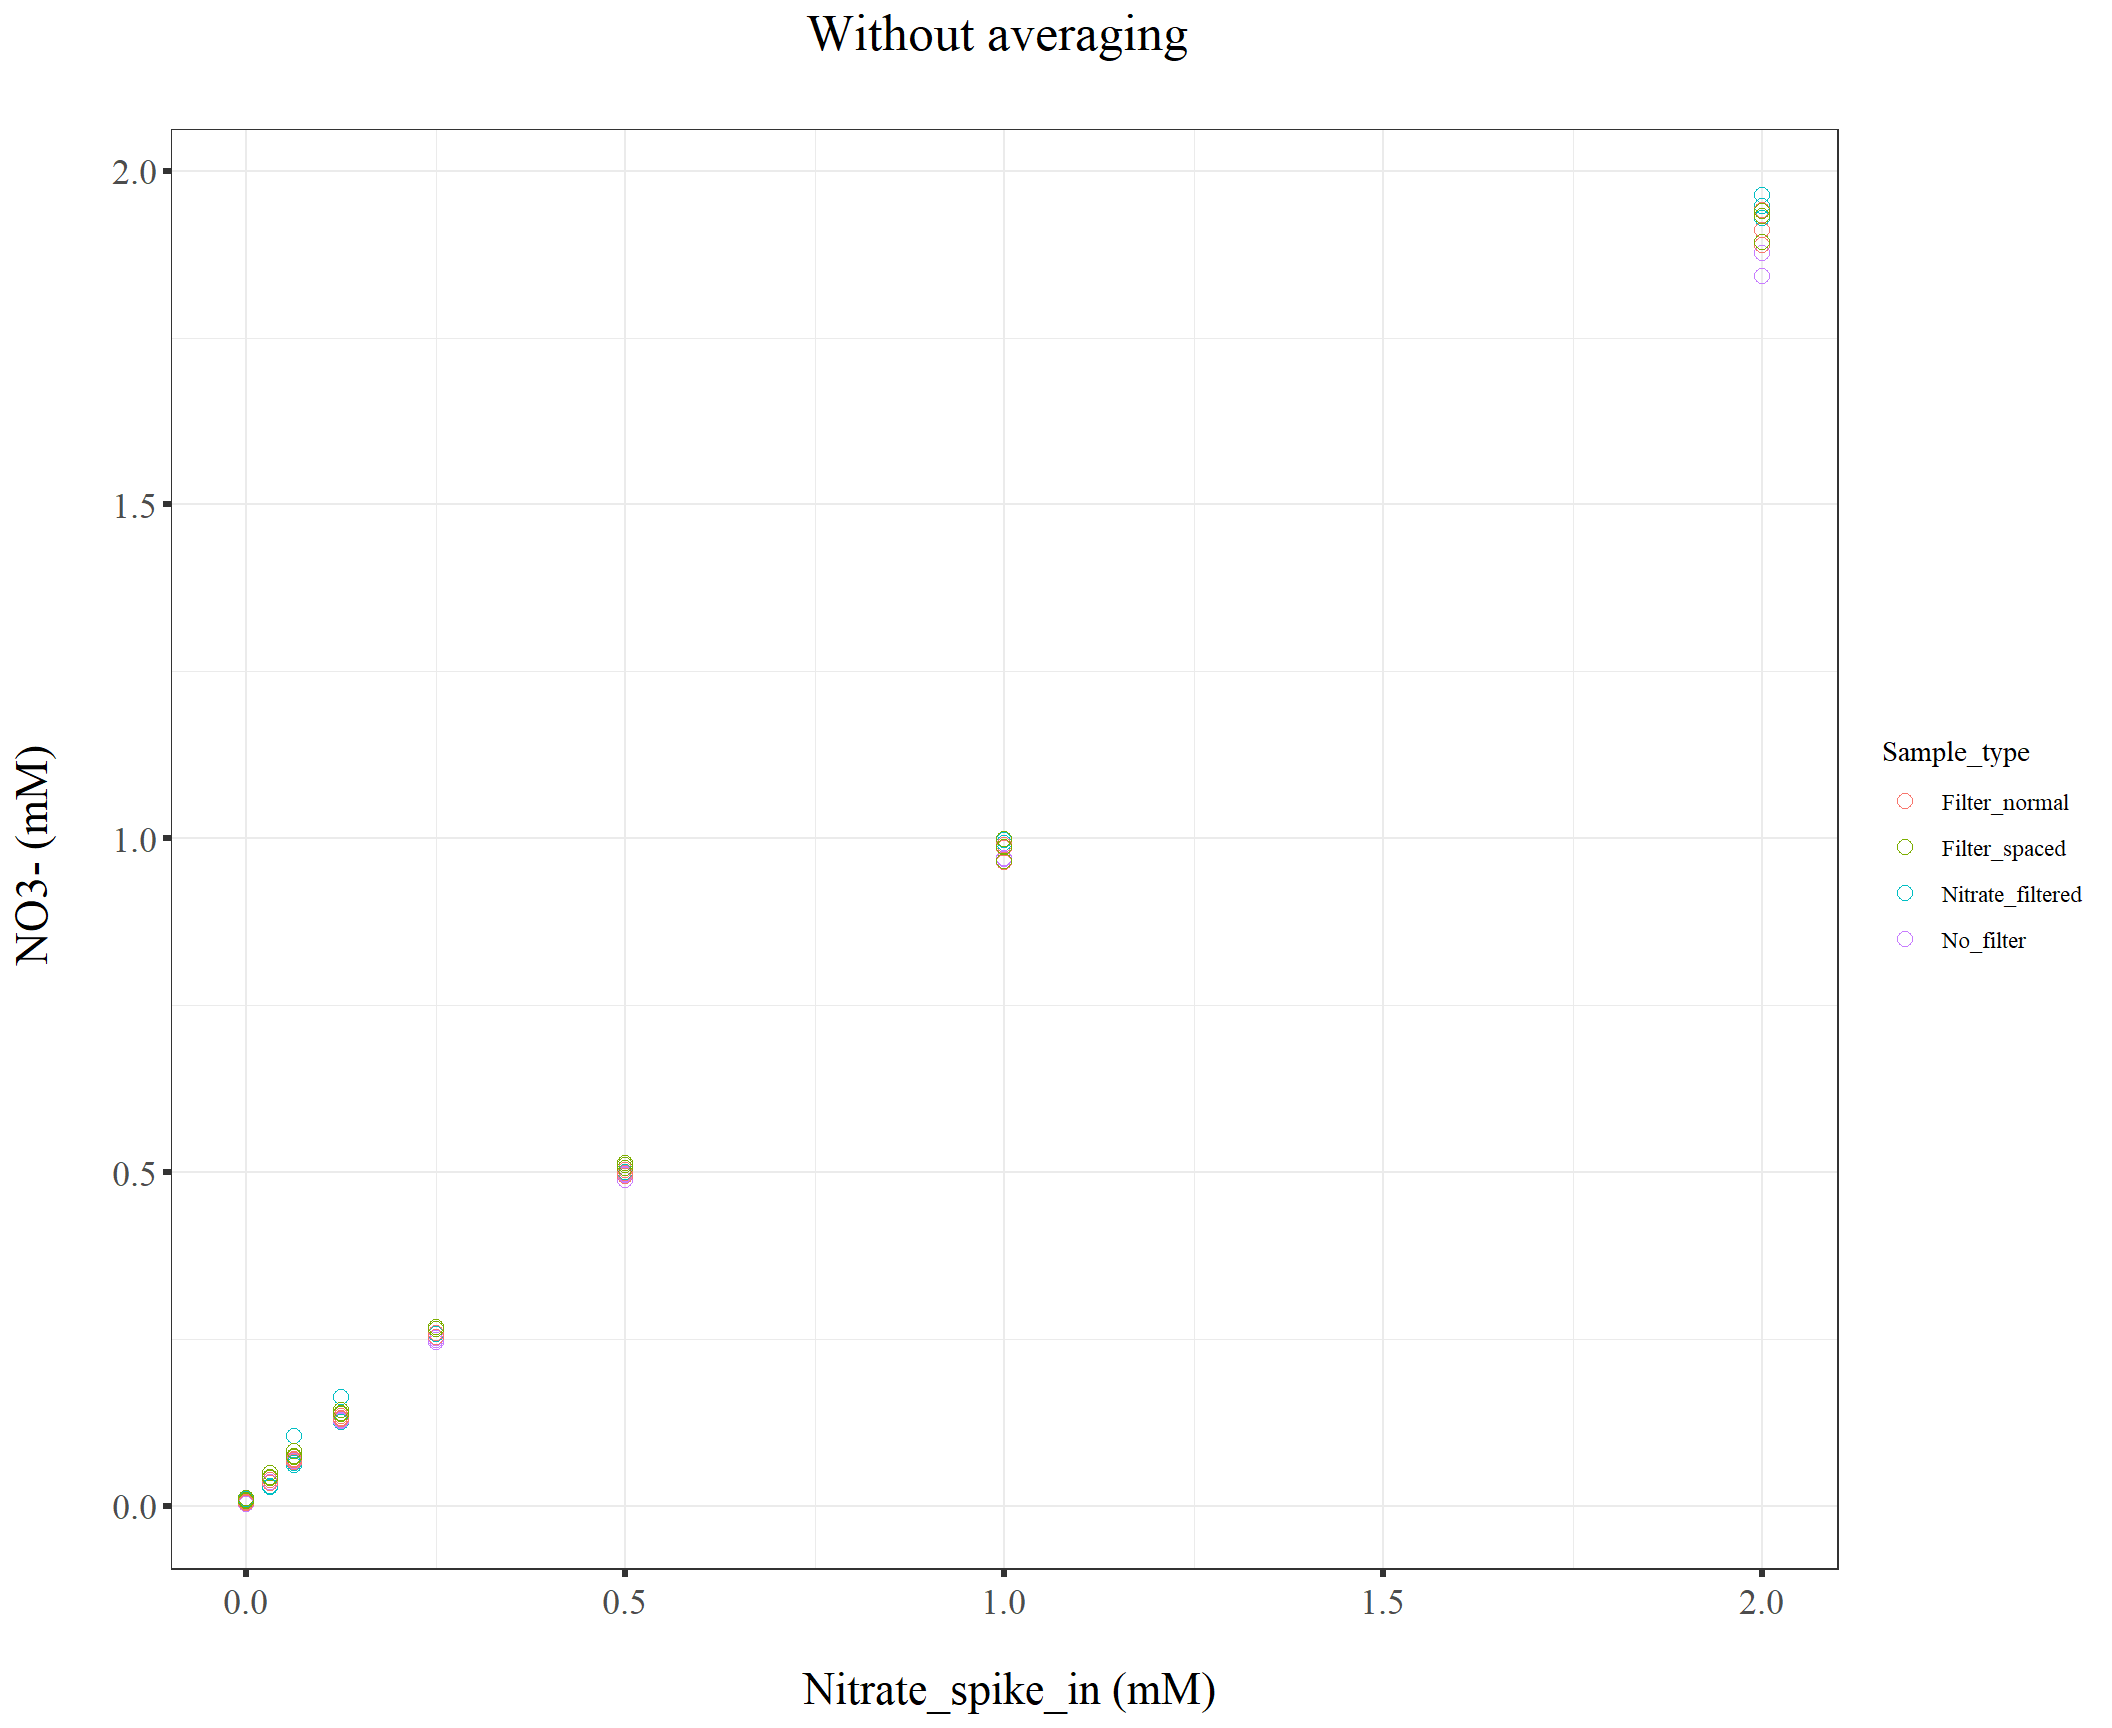 Without averaging
2.0
1.5
1.0
0.5
0.0
NO3- (mM)
0.0 0.5 1.0 1.5 2.0
Nitrate_spike_in (mM)
Sample_type
Filter_normal
Filter_spaced
Nitrate_filtered
No_filter